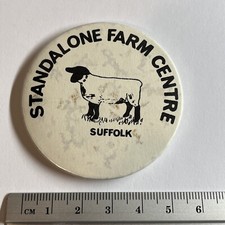 STANDALONE FARM CENTRE
SUFFOLK
CM 1 2 3 4 5 6